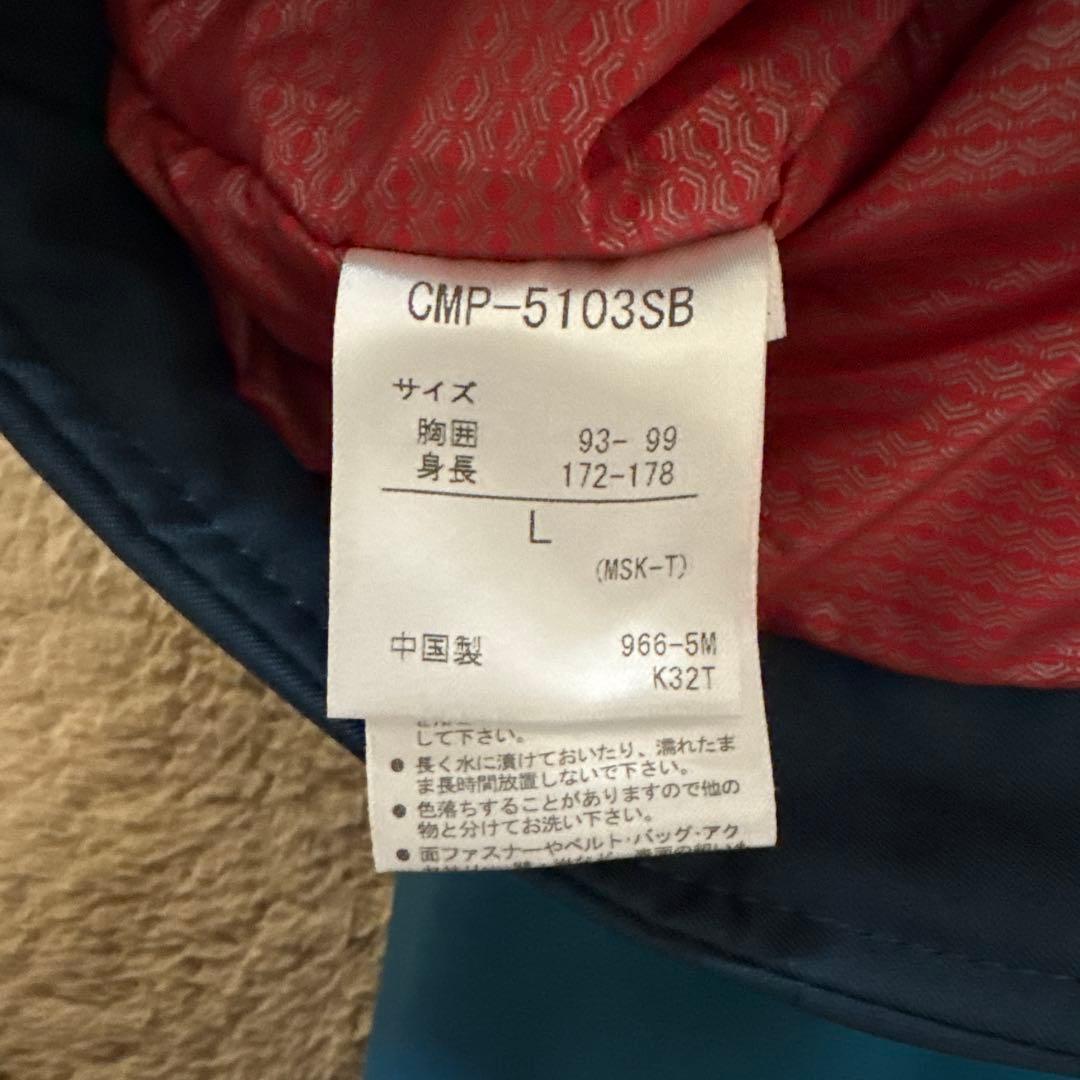 CMP-5103SB
サイズ
胸囲 93- 99
身長 172-178
L
(MSK-T)
中国製 966-5M
K32T
して下さい。
● 長く水に漬けておいたり、濡れたま
ま長時間放置しないで下さい。
● 色落ちすることがありますので他の
物と分けてお洗い下さい。
● 面ファスナーやベルト・バッグ・アク